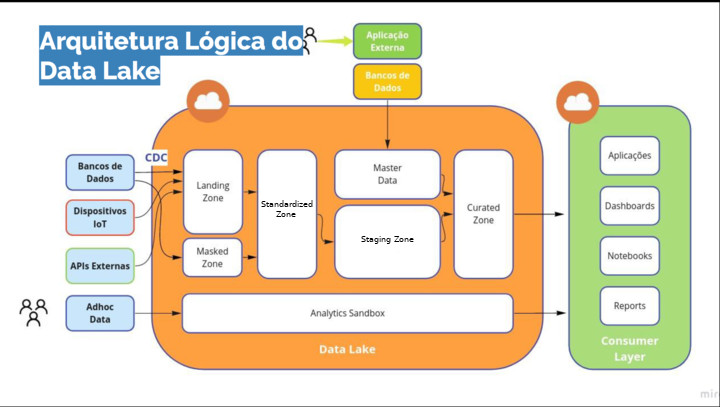 Arquitetura Lógica do
Data Lake
Aplicação
Externa
Bancos de
Dados
CDC
Bancos de
Dados
Dispositivos
IoT
APIs Externas
Adhoc
Data
Landing
Zone
Masked
Zone
Standardized
Zone
Master
Data
Staging Zone
Curated
Zone
Analytics Sandbox
Data Lake
Aplicações
Dashboards
Notebooks
Reports
Consumer
Layer